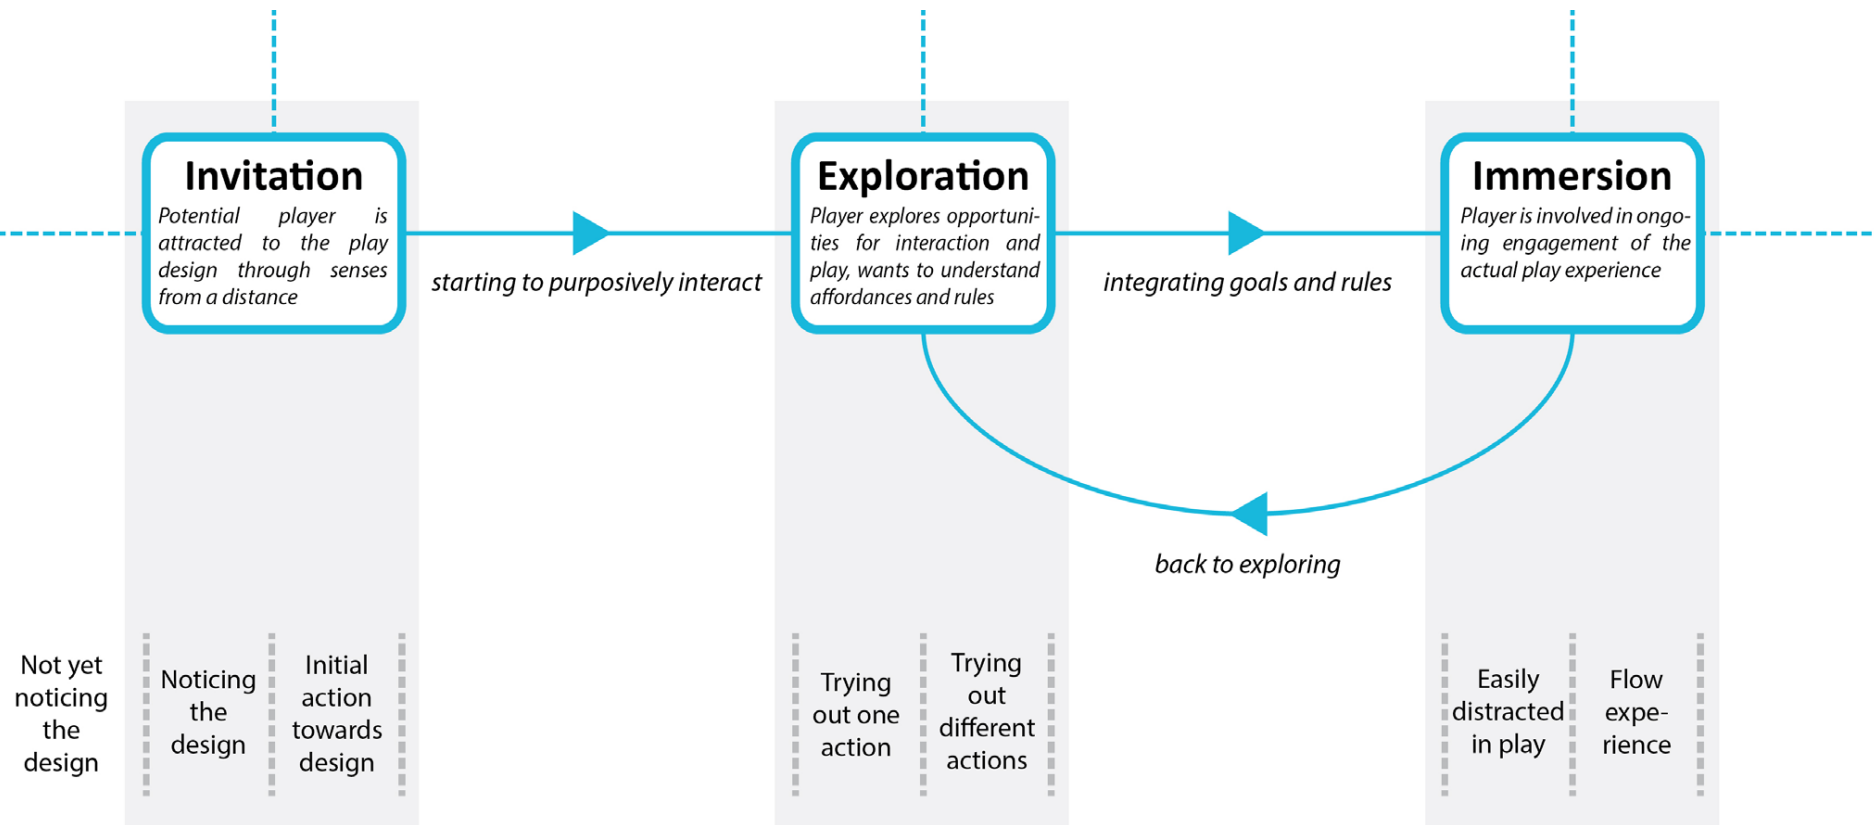 Invitation
Potential player is
attracted to the play
design through senses
from a distance
starting to purposively interact
Exploration
Player explores opportuni-
ties for interaction and
play, wants to understand
affordances and rules
integrating goals and rules
Immersion
Player is involved in ongo-
ing engagement of the
actual play experience
back to exploring
Not yet
noticing
the
design
Noticing
the
design
Initial
action
towards
design
Trying
out one
action
Trying
out
different
actions
Easily
distracted
in play
Flow
expe-
rience